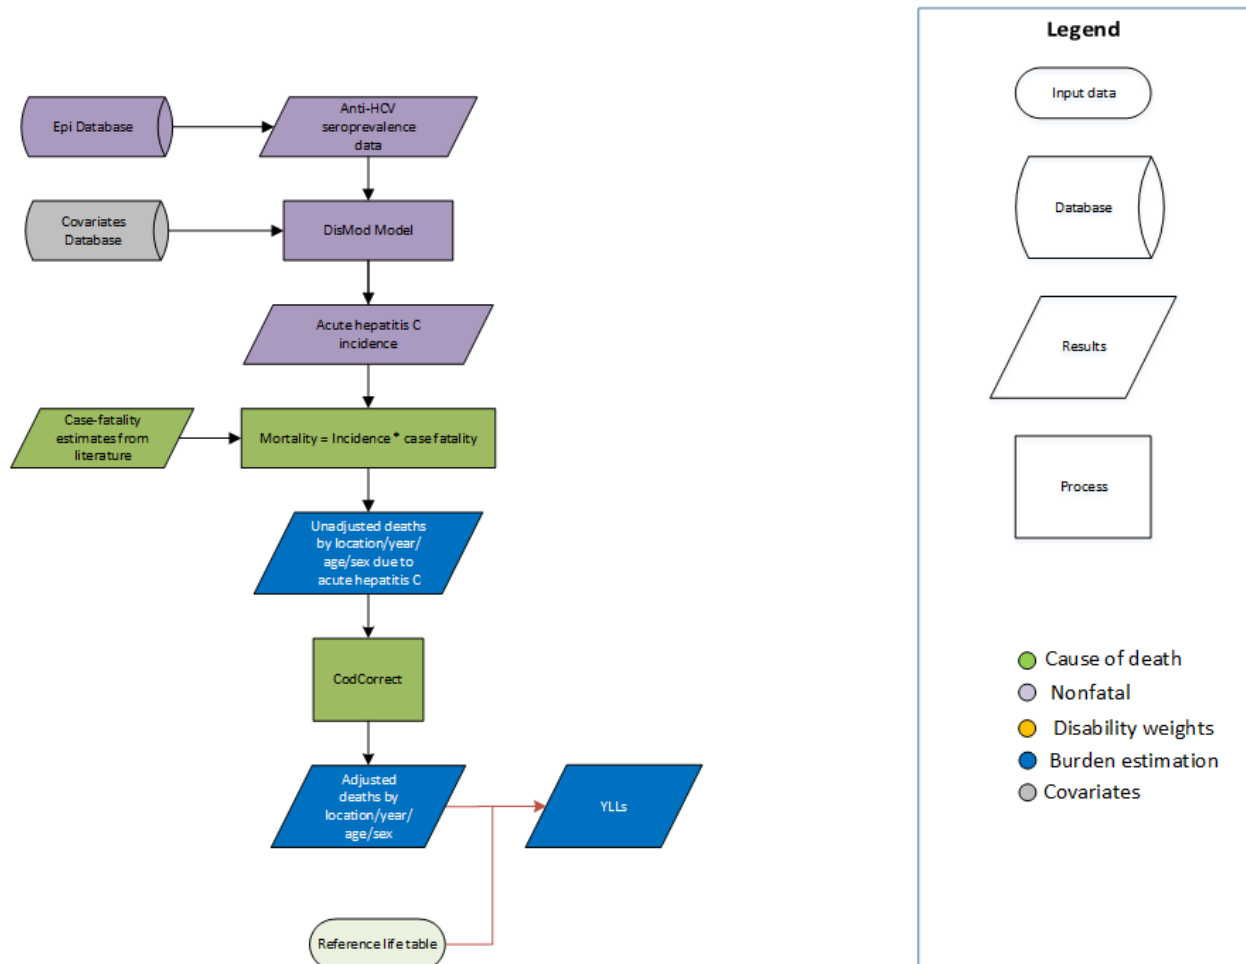 Legend
Input data
Epi Database
Anti-HCV
seroprevalence
data
Covariates
Database
DisMod Model
Database
Acute hepatitis C
incidence
Results
Case-fatality
estimates from
literature
Mortality = Incidence * case fatality
Process
Unadjusted deaths
by location/year/
age/sex due to
acute hepatitis C
CodCorrect
Cause of death
Nonfatal
Disability weights
Burden estimation
Covariates
Adjusted
deaths by
location/year/
age/sex
YLLs
Reference life table